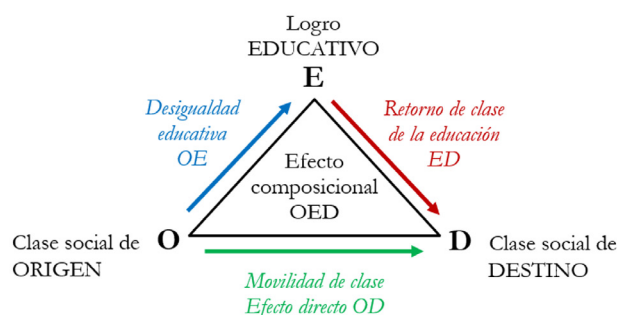 Logro
EDUCATIVO
E
Desigualdad
educativa
OE
Retorno de clase
de la educación
ED
Efecto
composicional
OED
Clase social de
ORIGEN
O
D
Clase social de
DESTINO
Movilidad de clase
Efecto directo OD